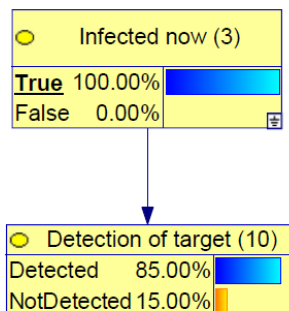 Infected now (3)
True 100.00%
False 0.00%
Detection of target (10)
Detected 85.00%
NotDetected 15.00%